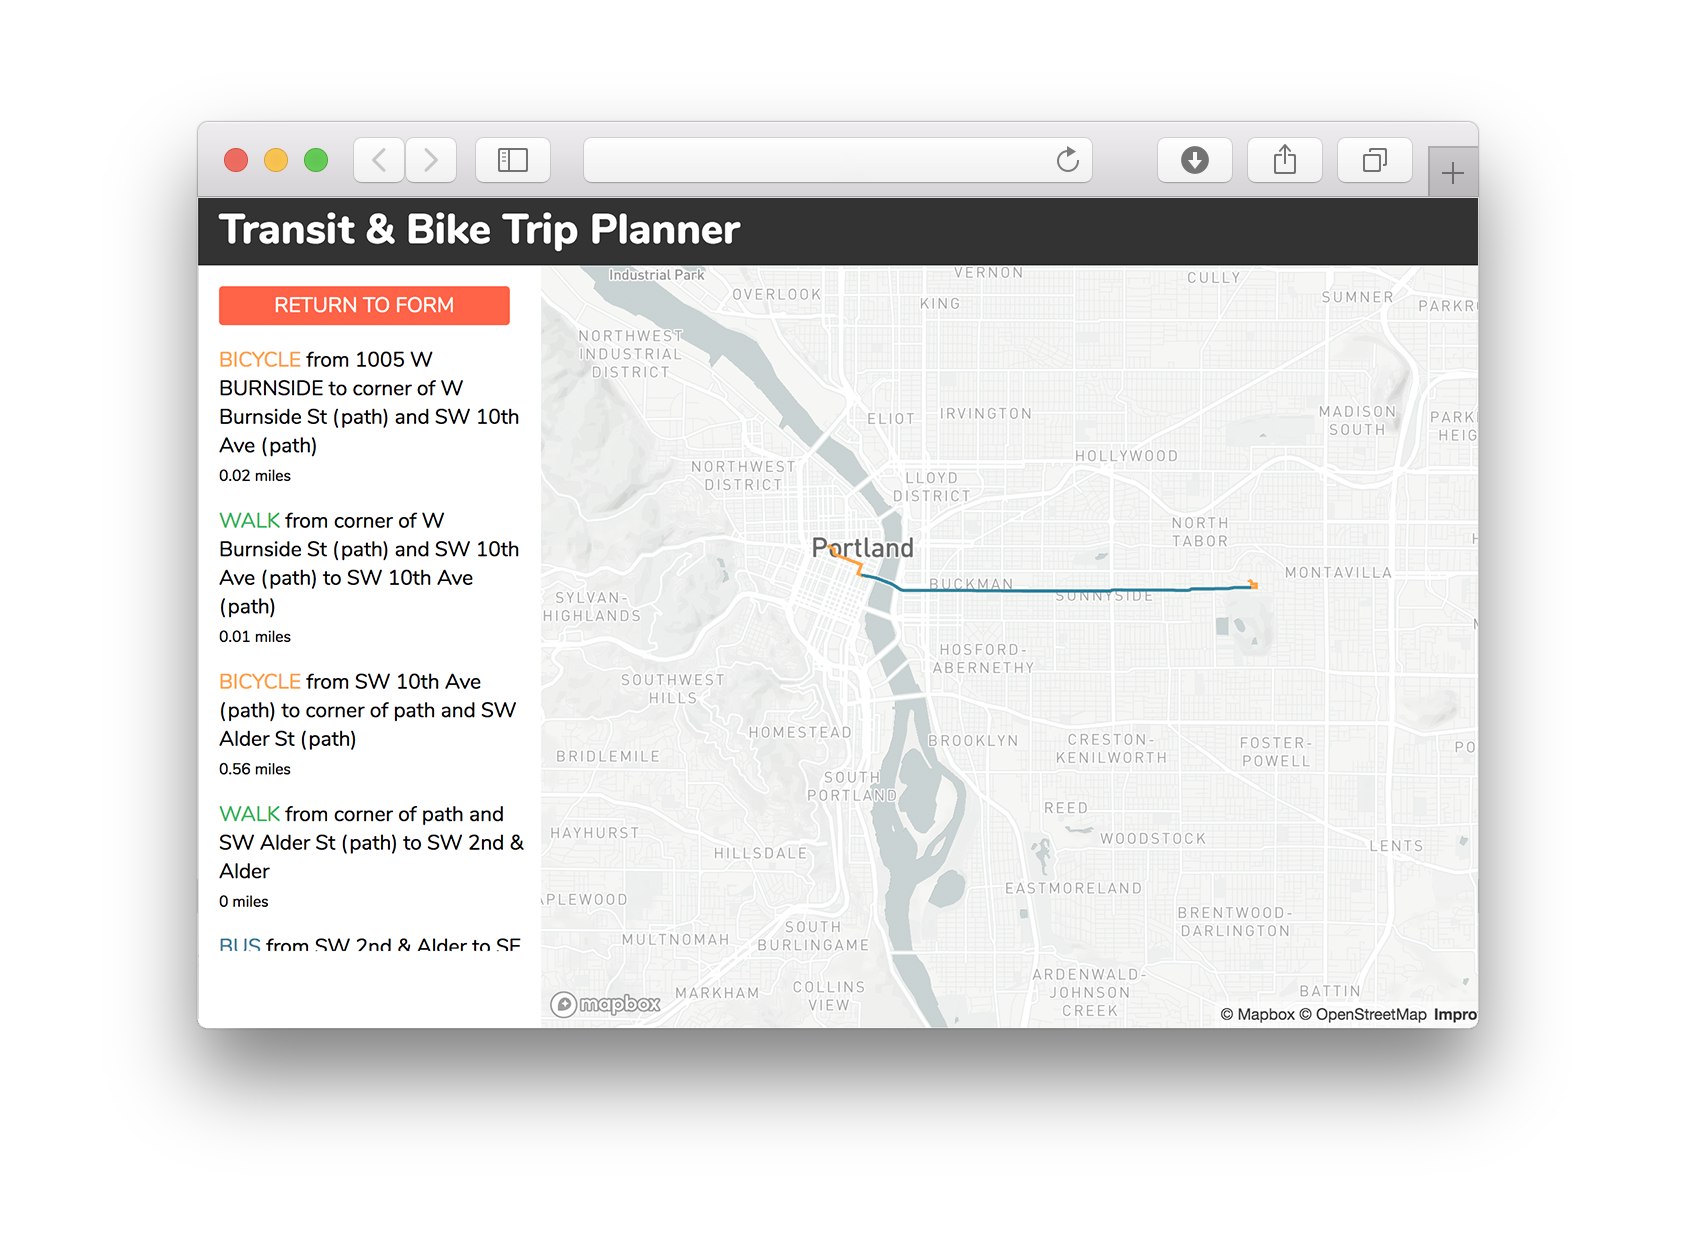 Transit & Bike Trip Planner
RETURN TO FORM
BICYCLE from 1005 W
BURNSIDE to corner of W
Burnside St (path) and SW 10th
Ave (path)
0.02 miles
WALK from corner of W
Burnside St (path) and SW 10th
Ave (path) to SW 10th Ave
(path)
0.01 miles
BICYCLE from SW 10th Ave
(path) to corner of path and SW
Alder St (path)
0.56 miles
WALK from corner of path and
SW Alder St (path) to SW 2nd &
Alder
0 miles
BUS from SW 2nd & Alder to SE
Industrial Park
VERNON
CULLY
OVERLOOK
KING
SUMNER
PARKR
NORTHWEST
INDUSTRIAL
DISTRICT
ELIOT
IRVINGTON
MADISON
SOUTH
PARK
HEIG
HOLLYWOOD
NORTHWEST
DISTRICT
LLOYD
DISTRICT
NORTH
TABOR
Portland
BUCKMAN
SUNNYSIDE
MONTAVILLA
SYLVAN-
HIGHLANDS
HOSFORD-
ABERNETHY
SOUTHWEST
HILLS
HOMESTEAD
BROOKLYN
CRESTON-
KENILWORTH
FOSTER-
POWELL
PO
BRIDLEMILE
SOUTH
PORTLAND
REED
HAYHURST
WOODSTOCK
LENTS
HILLSDALE
EASTMORELAND
APLEWOOD
BRENTWOOD-
DARLINGTON
SOUTH
BURLINGAME
MULTNOMAH
ARDENWALD-
JOHNSON
CREEK
MARKHAM
COLLINS
VIEW
BATTIN
mapbox
© Mapbox © OpenStreetMap Impro